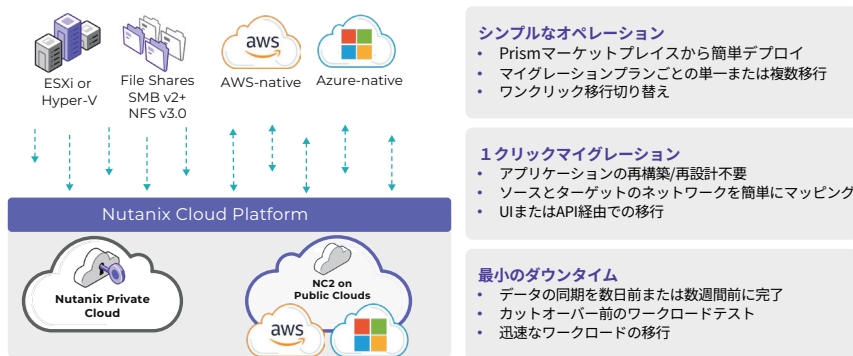 aws
ESXi or
Hyper-V
File Shares
SMB v2+
NFS v3.0
AWS-native
Azure-native
Nutanix Cloud Platform
Nutanix Private
Cloud
NC2 on
Public Clouds
aws
シンプルなオペレーション
• Prismマーケットプレイスから簡単デプロイ
• マイグレーションプランごとの単一または複数移行
• ワンクリック移行切り替え
１クリックマイグレーション
• アプリケーションの再構築/再設計不要
• ソースとターゲットのネットワークを簡単にマッピング
• UIまたはAPI経由での移行
最小のダウンタイム
• データの同期を数日前または数週間前に完了
• カットオーバー前のワークロードテスト
• 迅速なワークロードの移行